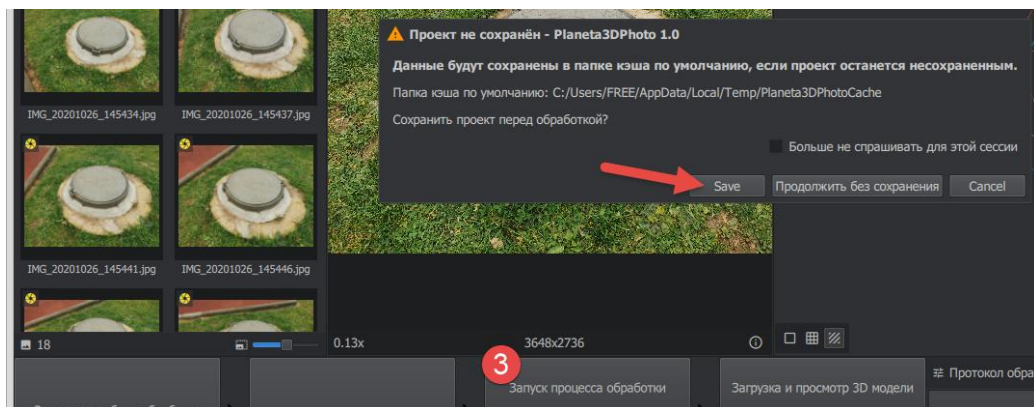 Проект не сохранён - Planeta3DPhoto 1.0
Данные будут сохранены в папке кэша по умолчанию, если проект останется несохраненным.
Папка кэша по умолчанию: C:/Users/FREE/AppData/Local/Temp/Planeta3DPhotoCache
Сохранить проект перед обработкой?
Больше не спрашивать для этой сессии
Save Продолжить без сохранения Cancel
IMG_20201026_145434.jpg IMG_20201026_145437.jpg
IMG_20201026_145441.jpg IMG_20201026_145446.jpg
18 0.13x 3648x2736
3
Запуск процесса обработки
Загрузка и просмотр 3D модели
Протокол обра